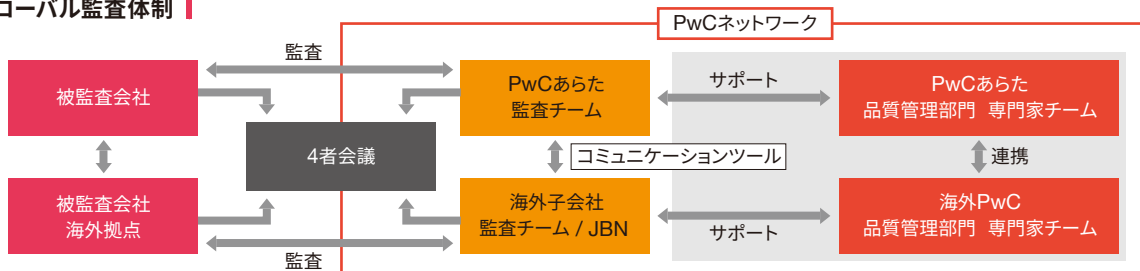 ローバル監査体制
PwCネットワーク
監査
サポート
被監査会社
PwCあらた
監査チーム
PwCあらた
品質管理部門 専門家チーム
4者会議
コミュニケーションツール
連携
被監査会社
海外拠点
海外子会社
監査チーム / JBN
海外PwC
品質管理部門 専門家チーム
サポート
監査